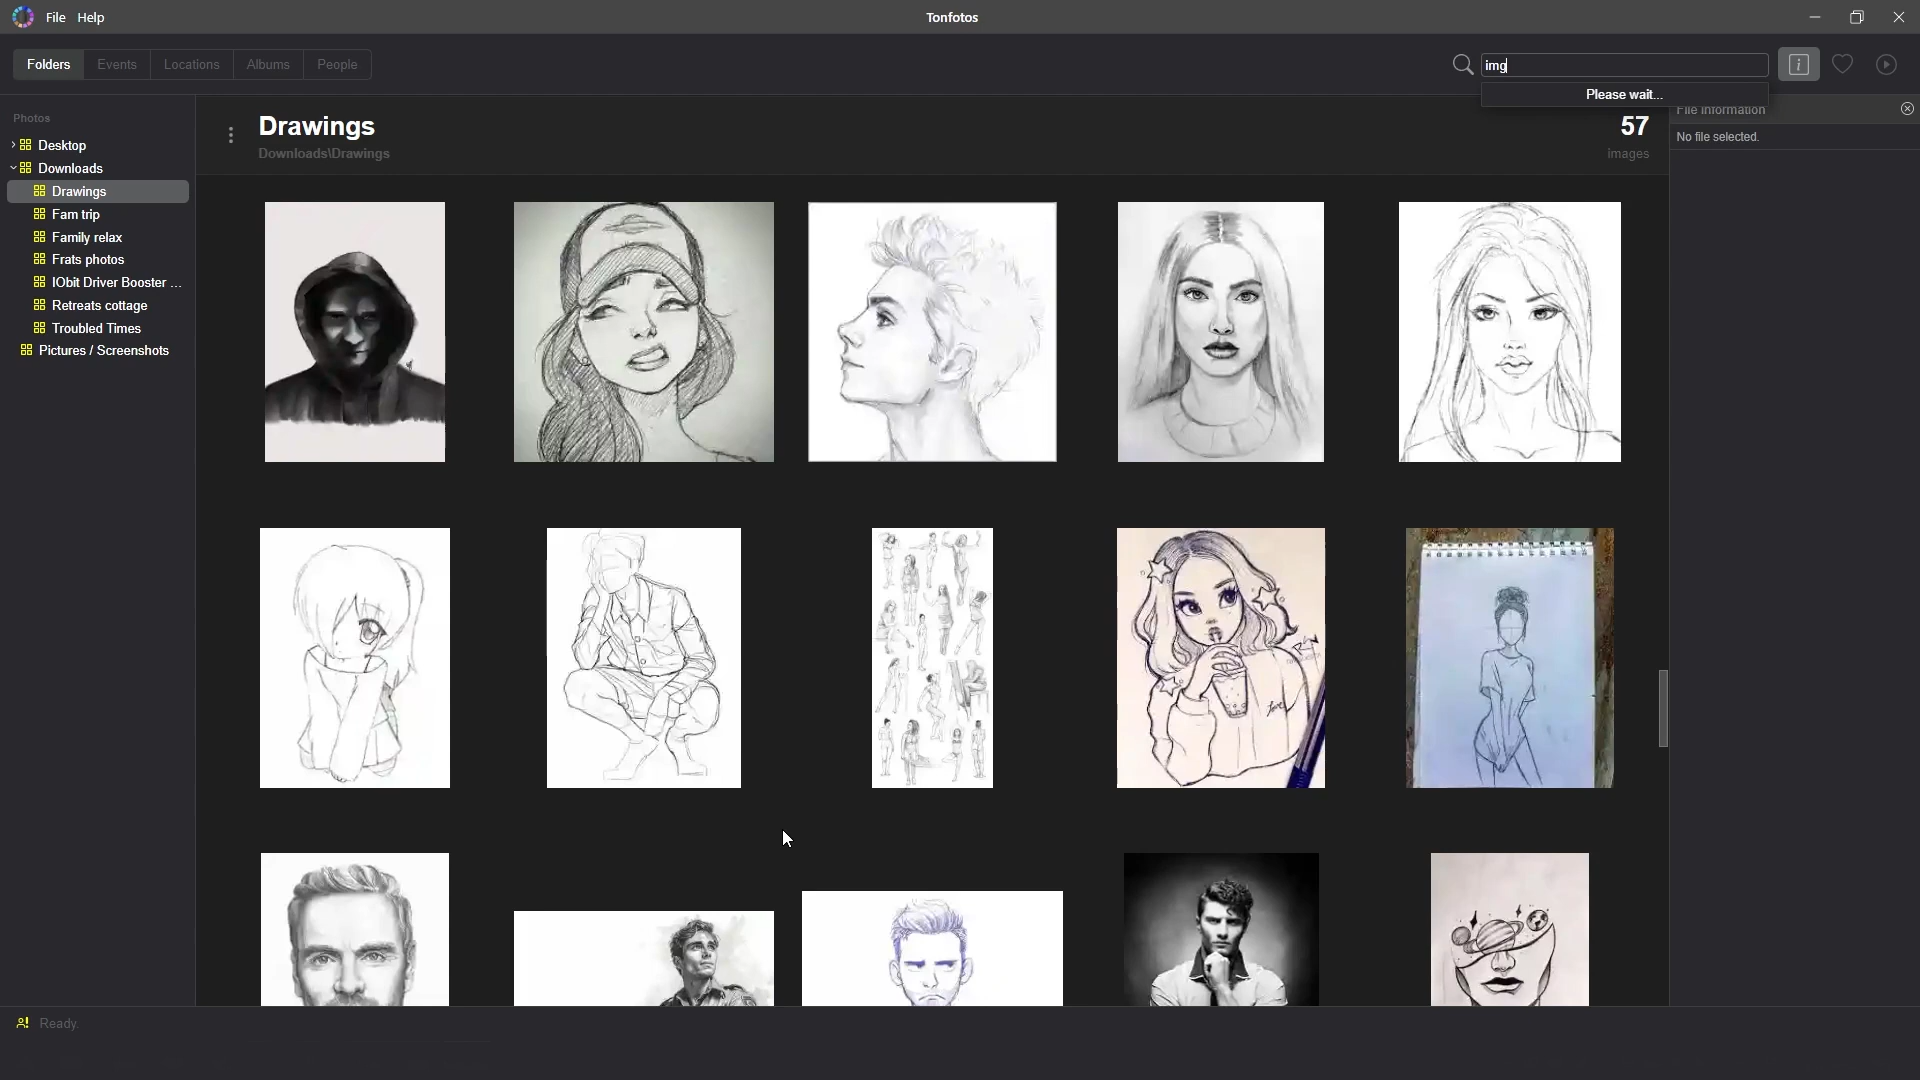 File Help
Tonfotos
Folders Events Locations Albums People
img
Please wait...
File Information
No file selected.
Photos
Desktop
Downloads
Drawings
Fam trip
Family relax
Frats photos
IObit Driver Booster ...
Retreats cottage
Troubled Times
Pictures / Screenshots
Drawings
Downloads\Drawings
57
images
Ready.